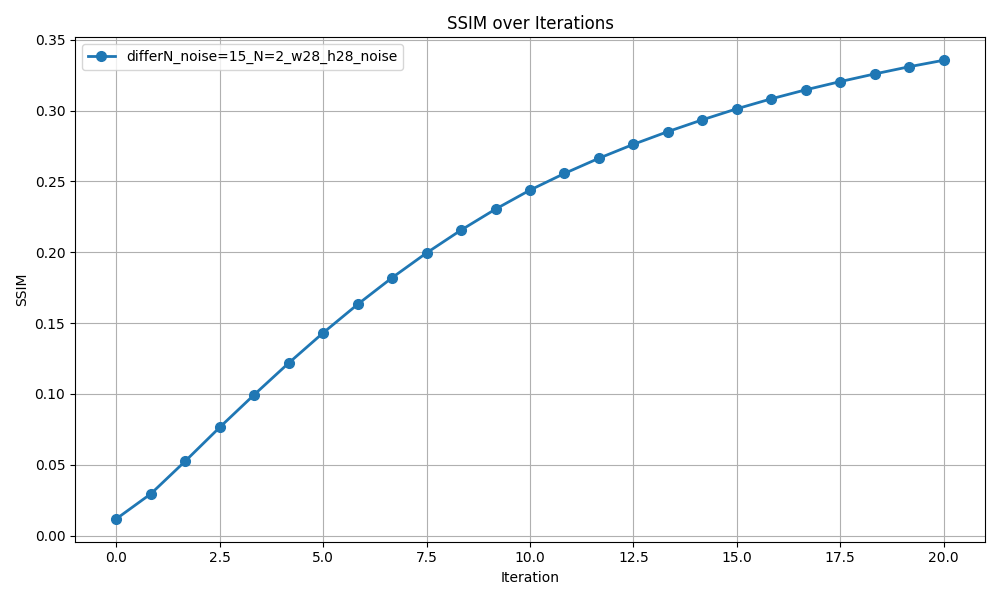 SSIM over Iterations
differN_noise=15_N=2_w28_h28_noise
0.35
0.30
0.25
0.20
0.15
0.10
0.05
0.00
SSIM
0.0 2.5 5.0 7.5 10.0 12.5 15.0 17.5 20.0
Iteration